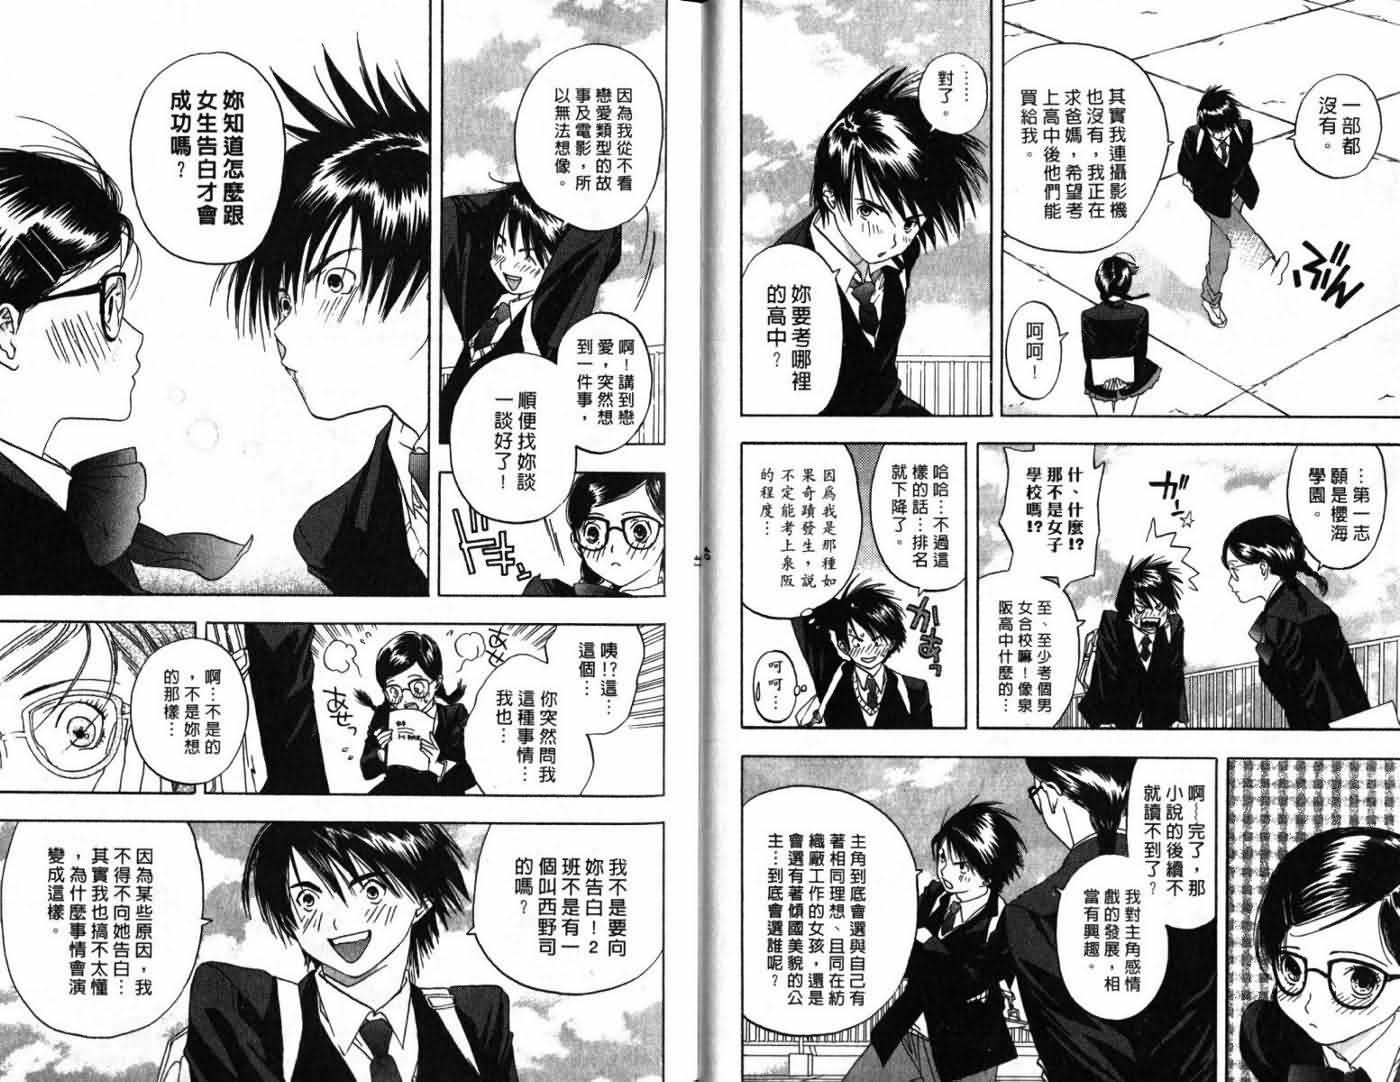 一部都
沒有。
其實我連攝影機
也沒有，我正在
求爸媽，希望考
上高中後他們能
買給我。
ぶんぶん
呵呵！
……
對了。
妳要考哪裡
的高中？
…第一志
願是櫻海
學園。
ガーン
什、什麼!?
那不是女子
學校嗎!?
至、至少考個男
女合校嘛！像泉
阪高中什麼的…
哈哈…不過這
樣的話…排名
就下降了。
因為我是那種如
果奇蹟發生，說
不定能考上泉阪
的程度…
かあっ
呵呵…
啊～完了，那
小說的後續不
就讀不到了？
我對主角感情
戲的發展，相
當有興趣。
主角到底會選與自己有
著相同理想、且同在紡
織廠工作的女孩，還是
會選有著傾國美貌的公
主…到底會選誰呢？
因為我從不看
戀愛類型的故
事及電影，所
以無法想像。
啊！講到戀
愛，突然想
到一件事，
順便找妳談
一談好了！
妳知道怎麼跟
女生告白才會
成功嗎？
ドキン
咦!?這…
這個…
你突然問我
這種事情…
我也…
あせっ
啊…不是的
，不是妳想
的那樣…
我不是要向
妳告白！2
班不是有一
個叫西野司
的嗎？
因為某些原因，我
不得不向她告白…
其實我也搞不太懂
，為什麼事情會演
變成這樣。